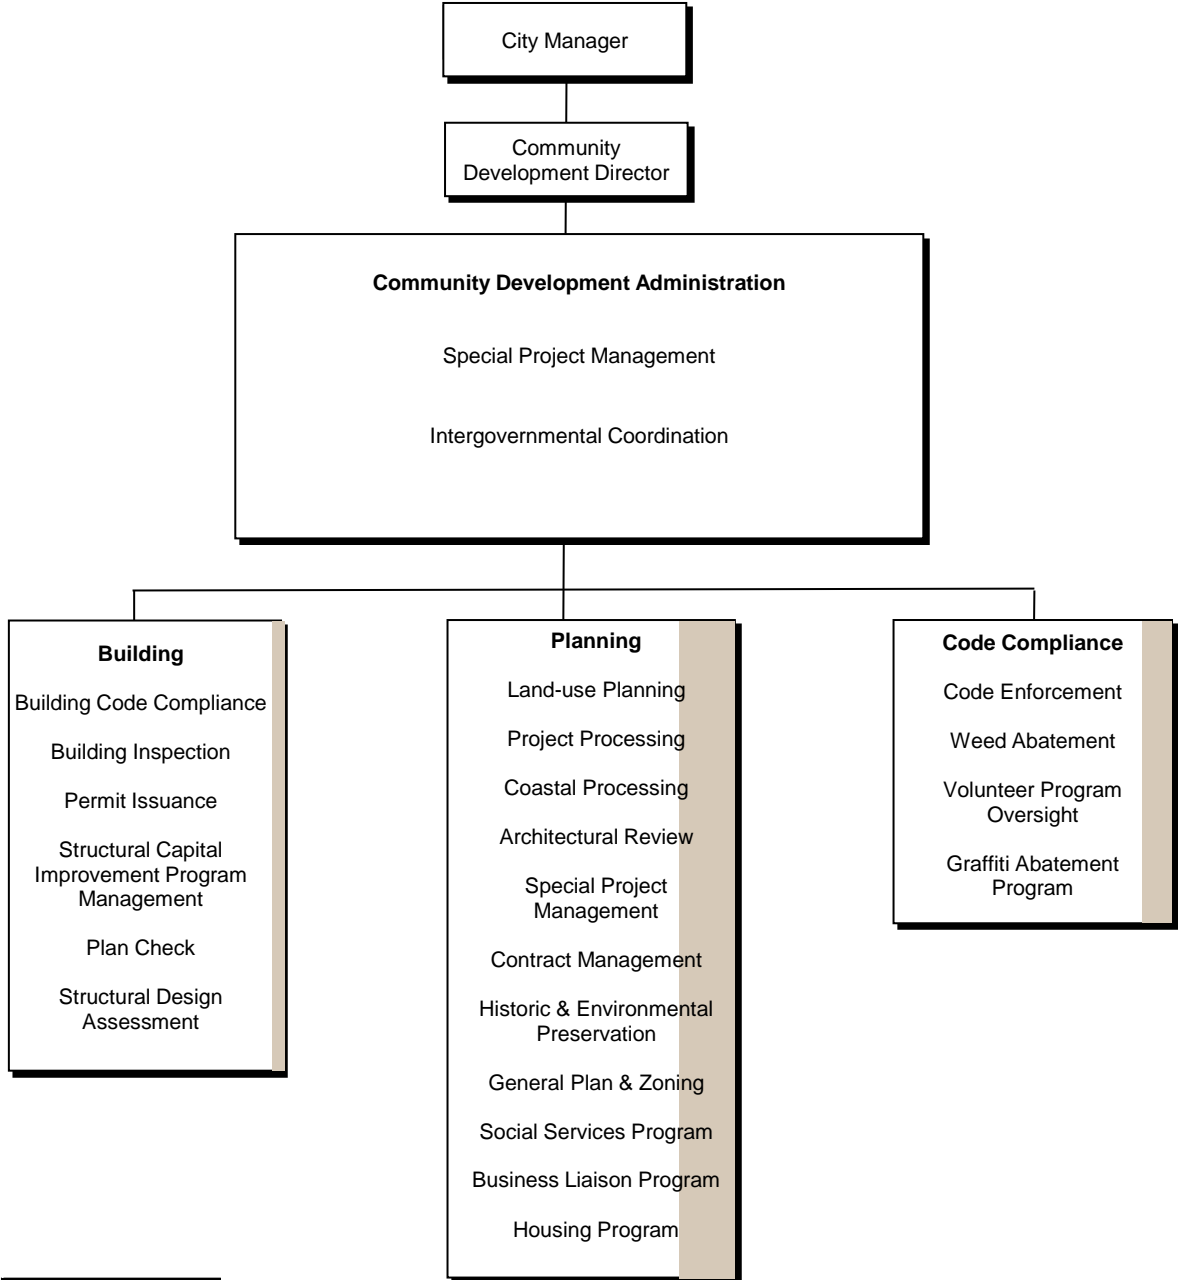 City Manager
Community
Development Director
Community Development Administration
Special Project Management
Intergovernmental Coordination
Building
Building Code Compliance
Building Inspection
Permit Issuance
Structural Capital
Improvement Program
Management
Plan Check
Structural Design
Assessment
Planning
Land-use Planning
Project Processing
Coastal Processing
Architectural Review
Special Project
Management
Contract Management
Historic & Environmental
Preservation
General Plan & Zoning
Social Services Program
Business Liaison Program
Housing Program
Code Compliance
Code Enforcement
Weed Abatement
Volunteer Program
Oversight
Graffiti Abatement
Program